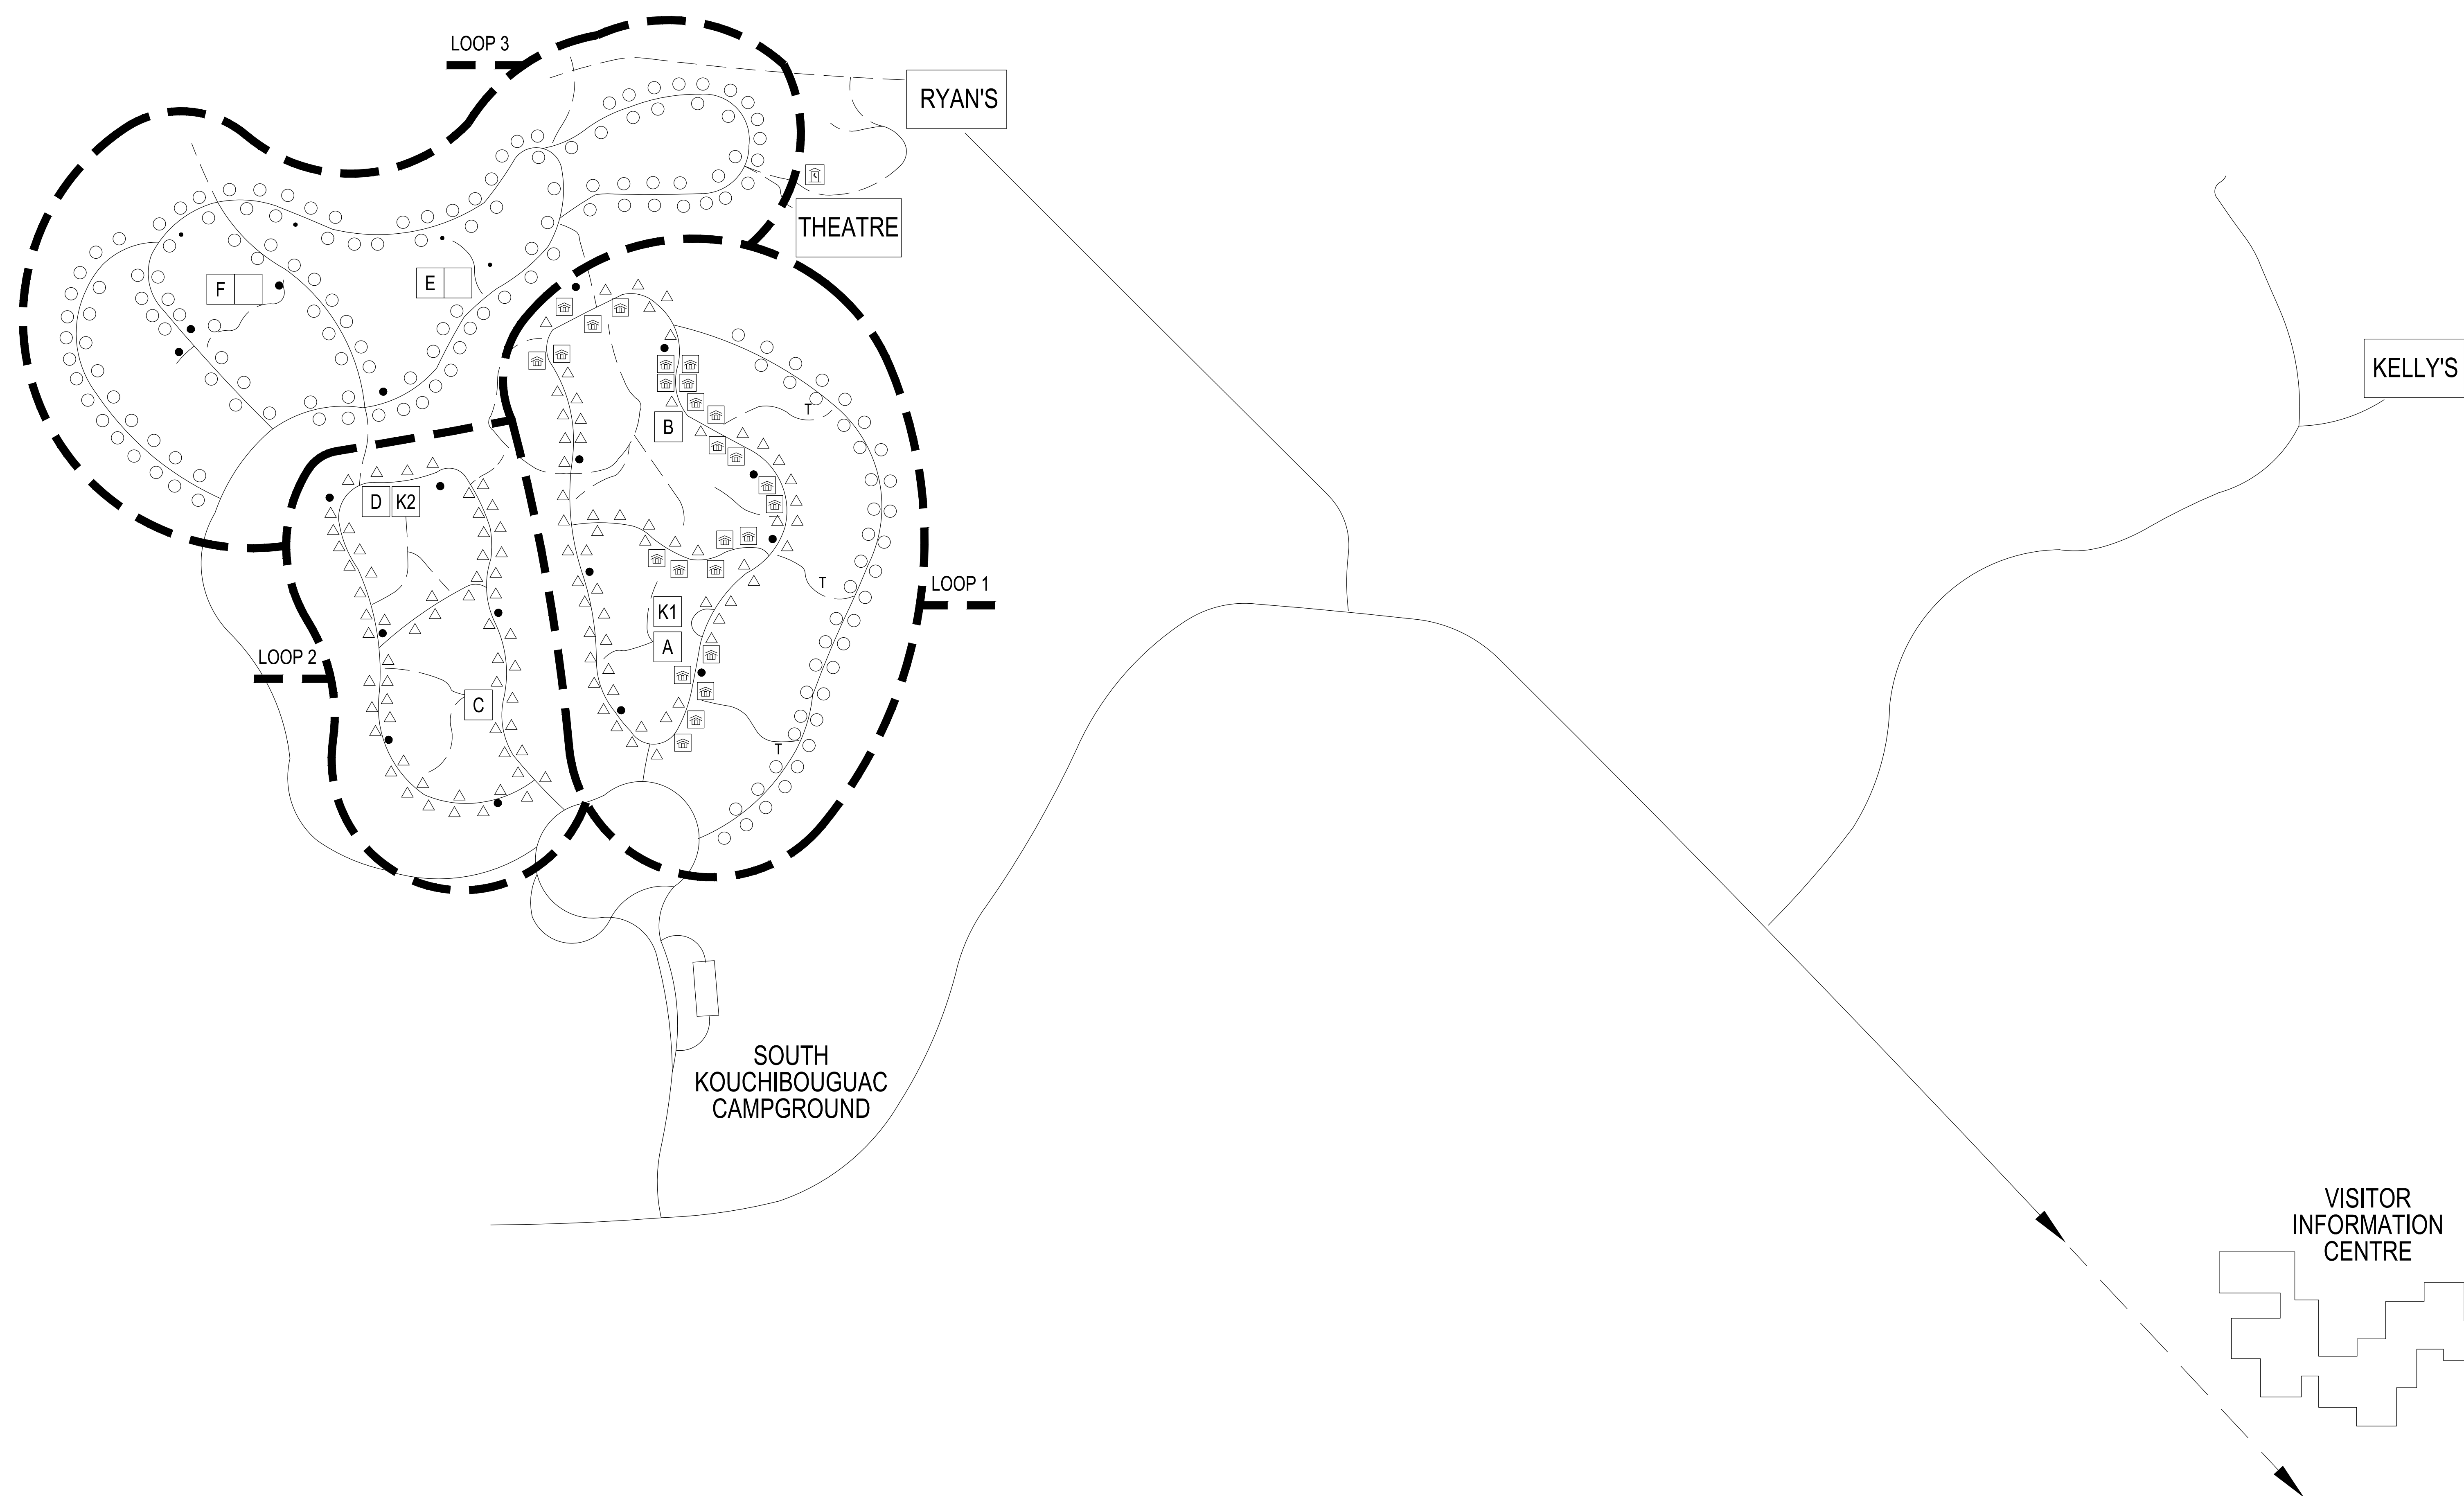 LOOP 3
RYAN'S
THEATRE
F
E
KELLY'S
B
D
K2
T
T
LOOP 1
K1
A
LOOP 2
C
T
SOUTH
KOUCHIBOUGUAC
CAMPGROUND
VISITOR
INFORMATION
CENTRE